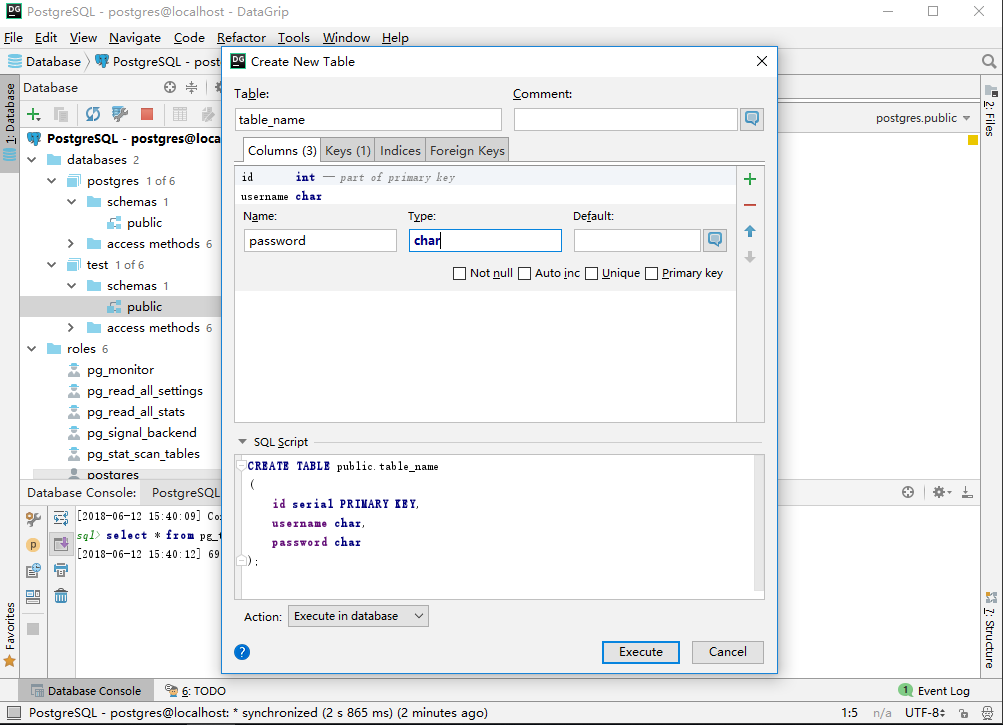 PostgreSQL - postgres@localhost - DataGrip
File Edit View Navigate Code Refactor Tools Window Help
Database PostgreSQL - post
Create New Table
1: Database
Database
PostgreSQL - postgres@loca
databases 2
postgres 1 of 6
schemas 1
public
access methods 6
test 1 of 6
schemas 1
public
access methods 6
roles 6
pg_monitor
pg_read_all_settings
pg_read_all_stats
pg_signal_backend
pg_stat_scan_tables
postgres
Table: Comment:
table_name
Columns (3) Keys (1) Indices Foreign Keys
id int — part of primary key
username char
Name: Type: Default:
password char
Not null Auto inc Unique Primary key
SQL Script
CREATE TABLE public.table_name
(
id serial PRIMARY KEY,
username char,
password char
);
Action: Execute in database
Execute Cancel
postgres.public
2: Files
7: Structure
Database Console: PostgreSQL
[2018-06-12 15:40:09] Co
sql> select * from pg_t
[2018-06-12 15:40:12] 69
Favorites
Database Console 6: TODO 1 Event Log
PostgreSQL - postgres@localhost: * synchronized (2 s 865 ms) (2 minutes ago) 1:5 n/a UTF-8